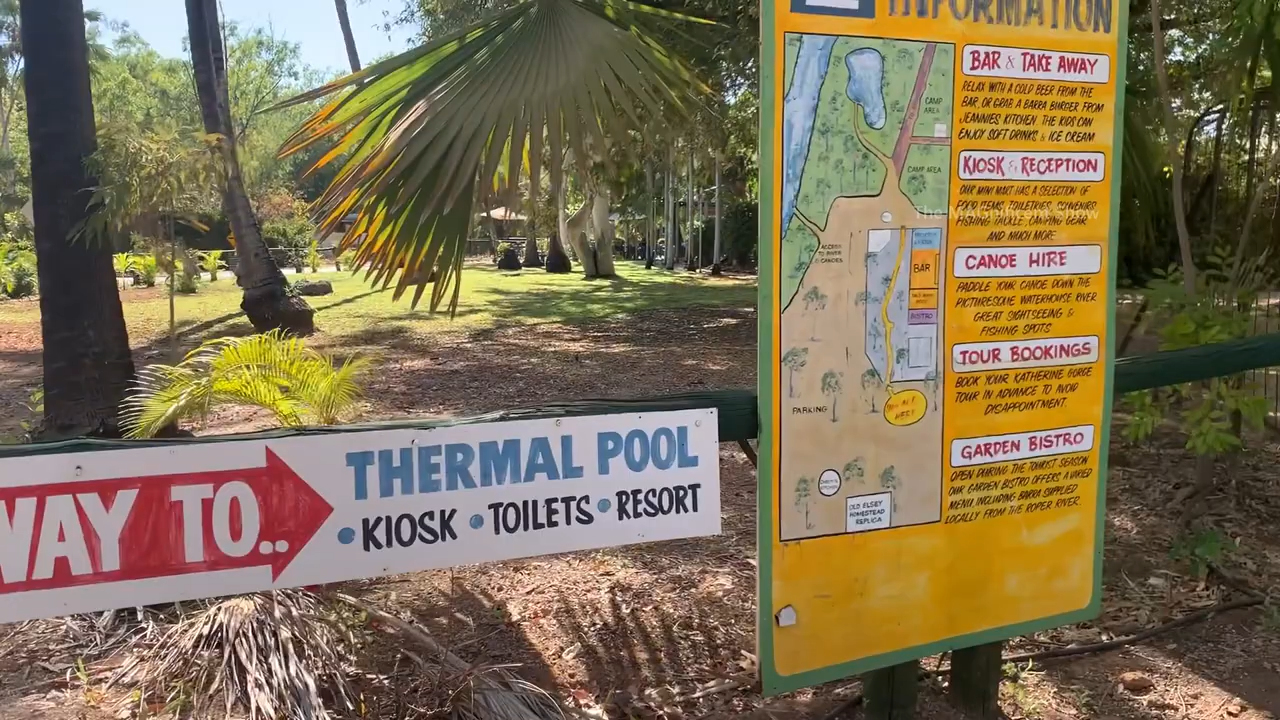 INFORMATION
BAR & TAKE AWAY
RELAX WITH A COLD BEER FROM THE
BAR, OR GRAB A BARRA BURGER FROM
JEANNIES KITCHEN. THE KIDS CAN
ENJOY SOFT DRINKS & ICE CREAM
KIOSK & RECEPTION
OUR MINI MART HAS A SELECTION OF
FOOD ITEMS, TOILETRIES, SOUVENIRS
FISHING TACKLE, CAMPING GEAR
AND MUCH MORE
CANOE HIRE
PADDLE YOUR CANOE DOWN THE
PICTURESQUE WATERHOUSE RIVER
GREAT SIGHTSEEING &
FISHING SPOTS
TOUR BOOKINGS
BOOK YOUR KATHERINE GORGE
TOUR IN ADVANCE TO AVOID
DISAPPOINTMENT.
GARDEN BISTRO
OPEN DURING THE TOURIST SEASON
OUR GARDEN BISTRO OFFERS A VARIED
MENU, INCLUDING BARRA SUPPLIED
LOCALLY FROM THE ROPER RIVER.
CAMP
AREA
CAMP AREA
ACCESS
TO RIVER
& CANOES
BAR
BISTRO
YOU ARE
HERE
PARKING
OLD ELSEY
HOMESTEAD
REPLICA
WAY TO..
THERMAL POOL
• KIOSK • TOILETS • RESORT